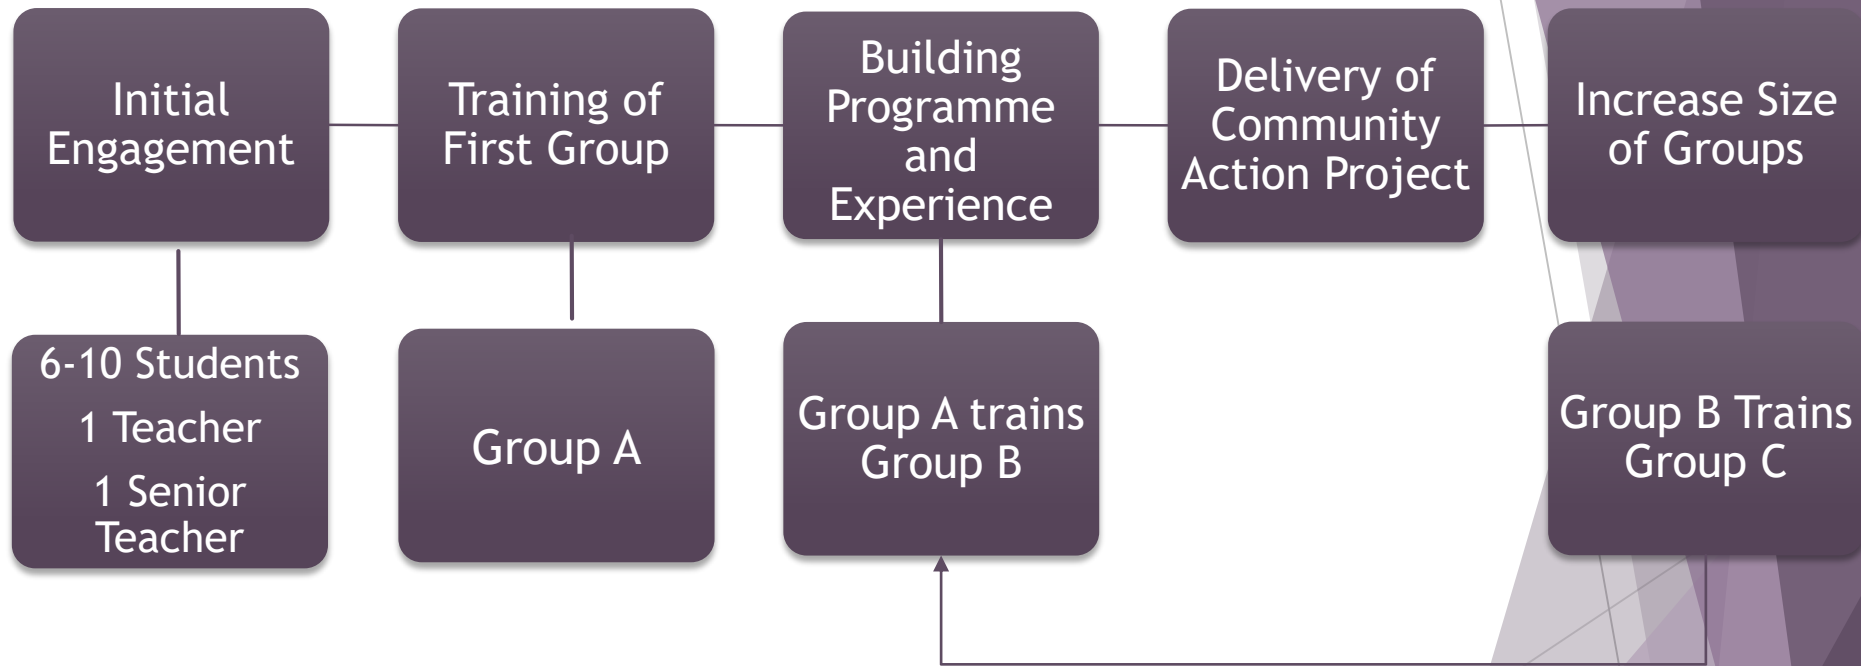 Initial
Engagement
Training of
First Group
Building
Programme
and
Experience
Delivery of
Community
Action Project
Increase Size
of Groups
6-10 Students
1 Teacher
1 Senior
Teacher
Group A
Group A trains
Group B
Group B Trains
Group C